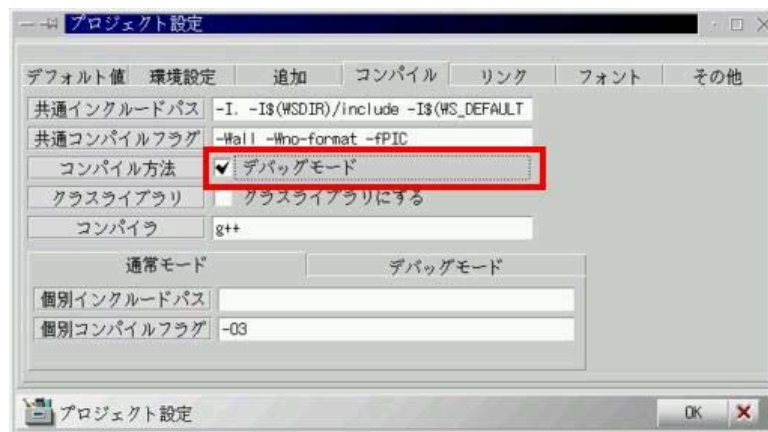 プロジェクト設定
デフォルト値 環境設定 追加 コンパイル リンク フォント その他
共通インクルードパス -I. -I$(WSDIR)/include -I$(WS_DEFAULT
共通コンパイルフラグ -Wall -Wno-format -fPIC
コンパイル方法 デバッグモード
クラスライブラリ クラスライブラリにする
コンパイラ g++
通常モード デバッグモード
個別インクルードパス
個別コンパイルフラグ -O3
プロジェクト設定 OK